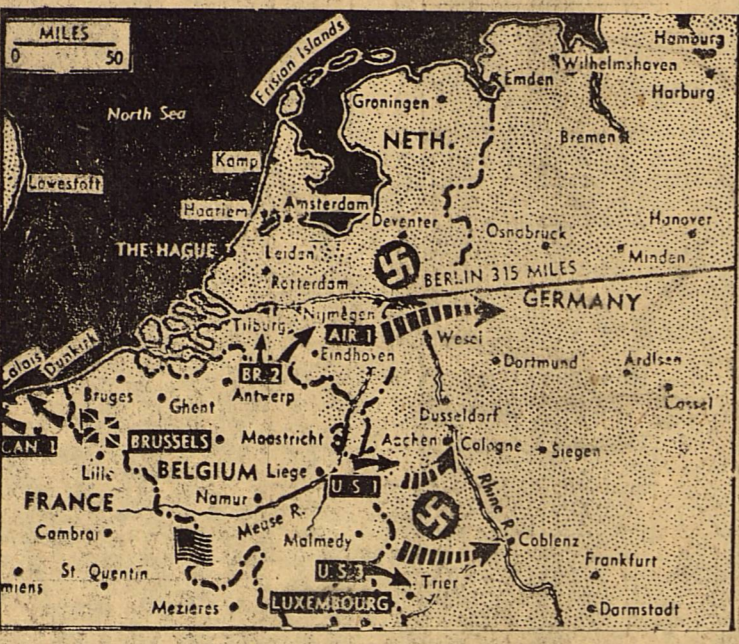 MILES
0 50
Frisian Islands
North Sea
Hamburg
Wilhelmshaven
Emden
Harburg
Groningen
Bremen
NETH.
Kamp
Lowestoft
Haarlem
Amsterdam
Deventer
Osnabruck
Hanover
THE HAGUE
Leiden
Minden
Rotterdam
BERLIN 315 MILES
GERMANY
Tilburg
Nijmegen
AIR 1
Wesel
Eindhoven
Calais
Dunkirk
BR 2
Dortmund
Bruges
Antwerp
Ghent
Cassel
Dusseldorf
CAN 1
BRUSSELS
Maastricht
Aachen
Cologne
Siegen
Lille
BELGIUM
Liege
U S 1
FRANCE
Namur
Meuse R.
Rhine R.
Cambrai
Malmedy
Coblenz
miens
St Quentin
U S 3
Trier
Frankfurt
Mezieres
LUXEMBOURG
Darmstadt